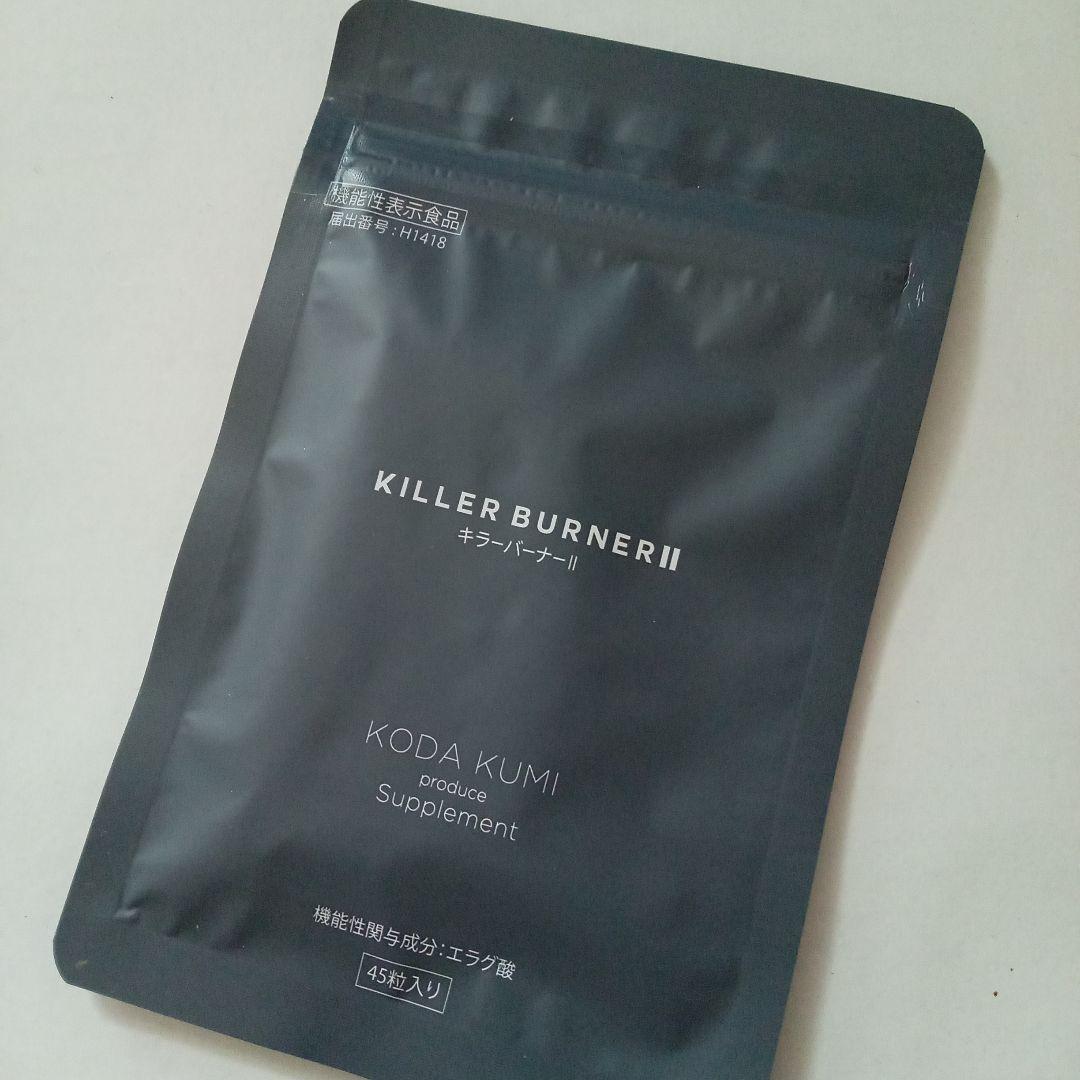 機能性表示食品
届出番号：H1418
KILLER BURNERⅡ
キラーバーナーⅡ
KODA KUMI
produce
Supplement
機能性関与成分：エラグ酸
45粒入り